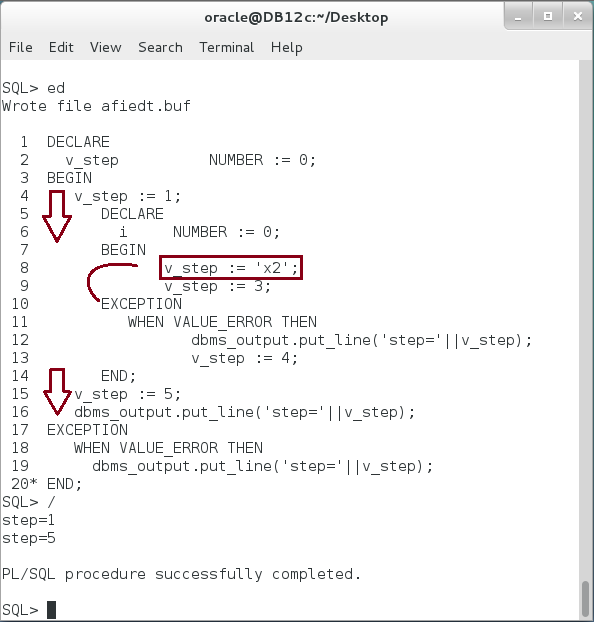 oracle@DB12c:~/Desktop
File Edit View Search Terminal Help
SQL> ed
Wrote file afiedt.buf
1 DECLARE
2 v_step NUMBER := 0;
3 BEGIN
4 v_step := 1;
5 DECLARE
6 i NUMBER := 0;
7 BEGIN
8 v_step := 'x2';
9 v_step := 3;
10 EXCEPTION
11 WHEN VALUE_ERROR THEN
12 dbms_output.put_line('step='||v_step);
13 v_step := 4;
14 END;
15 v_step := 5;
16 dbms_output.put_line('step='||v_step);
17 EXCEPTION
18 WHEN VALUE_ERROR THEN
19 dbms_output.put_line('step='||v_step);
20* END;
SQL> /
step=1
step=5
PL/SQL procedure successfully completed.
SQL>